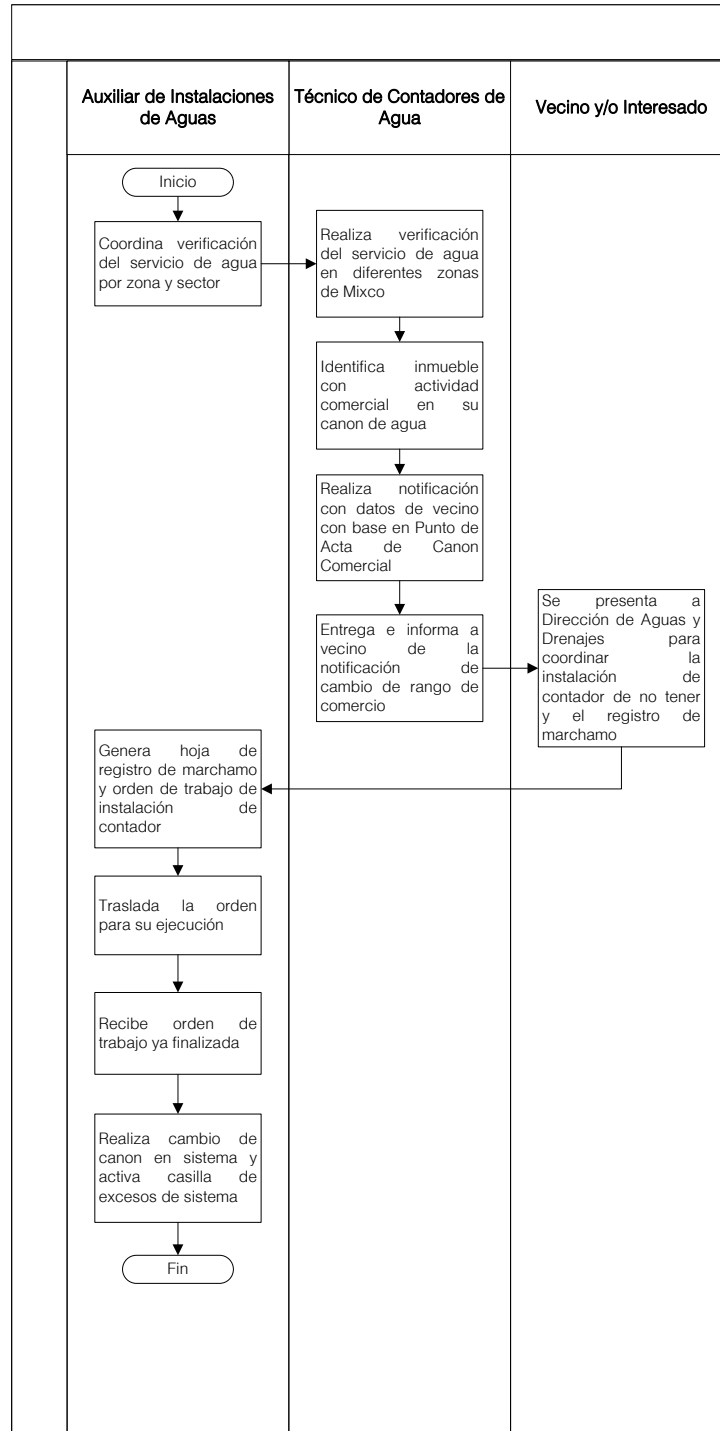 Auxiliar de Instalaciones
de Aguas
Técnico de Contadores de
Agua
Vecino y/o Interesado
Inicio
Coordina verificación
del servicio de agua
por zona y sector
Realiza verificación
del servicio de agua
en diferentes zonas
de Mixco
Identifica inmueble
con actividad
comercial en su
canon de agua
Realiza notificación
con datos de vecino
con base en Punto de
Acta de Canon
Comercial
Entrega e informa a
vecino de la
notificación de
cambio de rango de
comercio
Se presenta a
Dirección de Aguas y
Drenajes para
coordinar la
instalación de
contador de no tener
y el registro de
marchamo
Genera hoja de
registro de marchamo
y orden de trabajo de
instalación de
contador
Traslada la orden
para su ejecución
Recibe orden de
trabajo ya finalizada
Realiza cambio de
canon en sistema y
activa casilla de
excesos de sistema
Fin